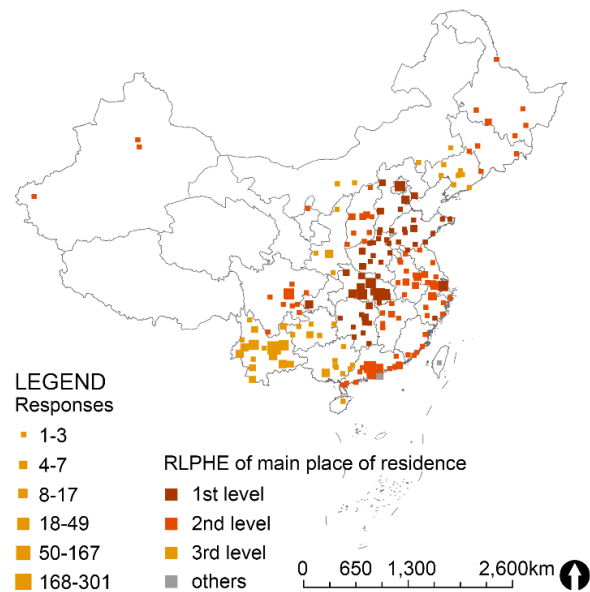 LEGEND
Responses
1-3
4-7
8-17
18-49
50-167
168-301
RLPHE of main place of residence
1st level
2nd level
3rd level
others
0 650 1,300 2,600km